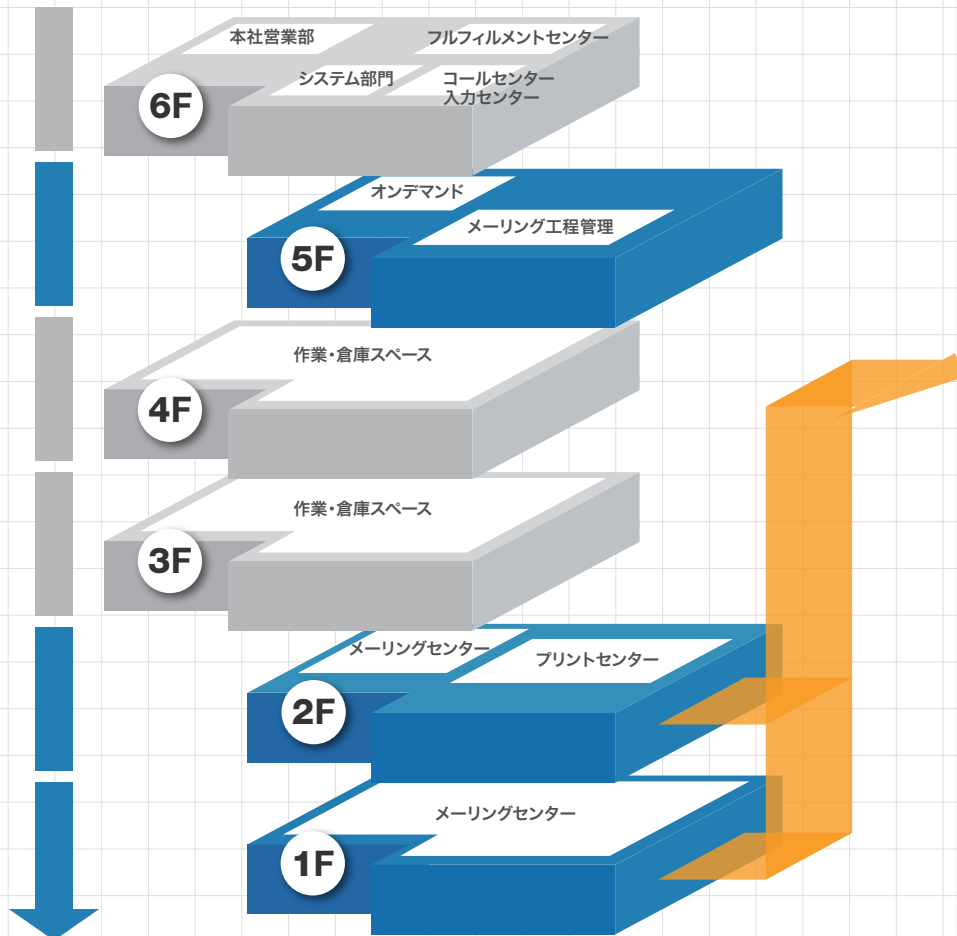 本社営業部
フルフィルメントセンター
システム部門
コールセンター
入力センター
6F
オンデマンド
メーリング工程管理
5F
作業・倉庫スペース
4F
作業・倉庫スペース
3F
メーリングセンター
プリントセンター
2F
メーリングセンター
1F